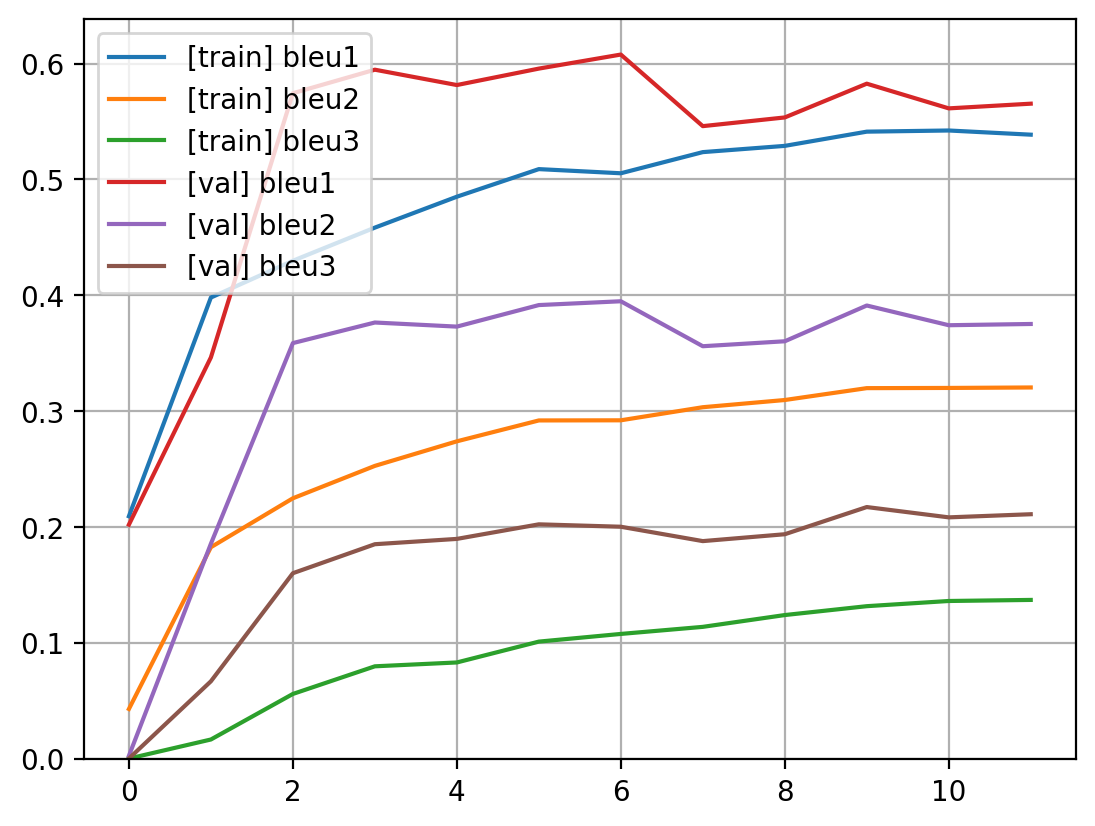 [train] bleu1
[train] bleu2
[train] bleu3
[val] bleu1
[val] bleu2
[val] bleu3
0.6
0.5
0.4
0.3
0.2
0.1
0.0
0 2 4 6 8 10